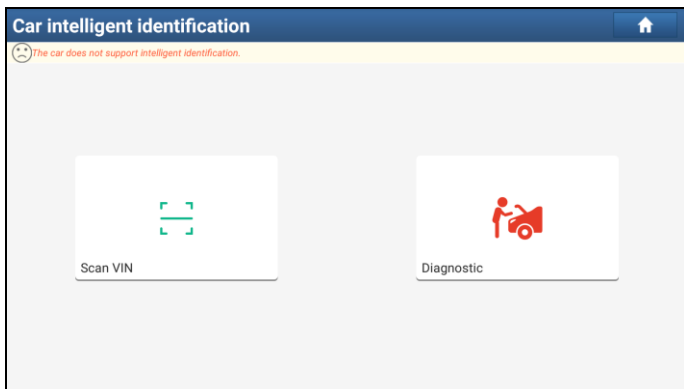 Car intelligent identification
The car does not support intelligent identification.
Scan VIN
Diagnostic